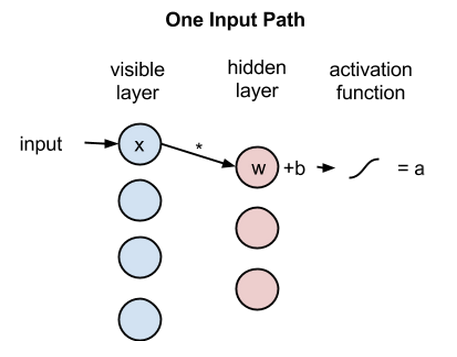 One Input Path
visible
layer
hidden
layer
activation
function
input
x
*
w
+b
= a